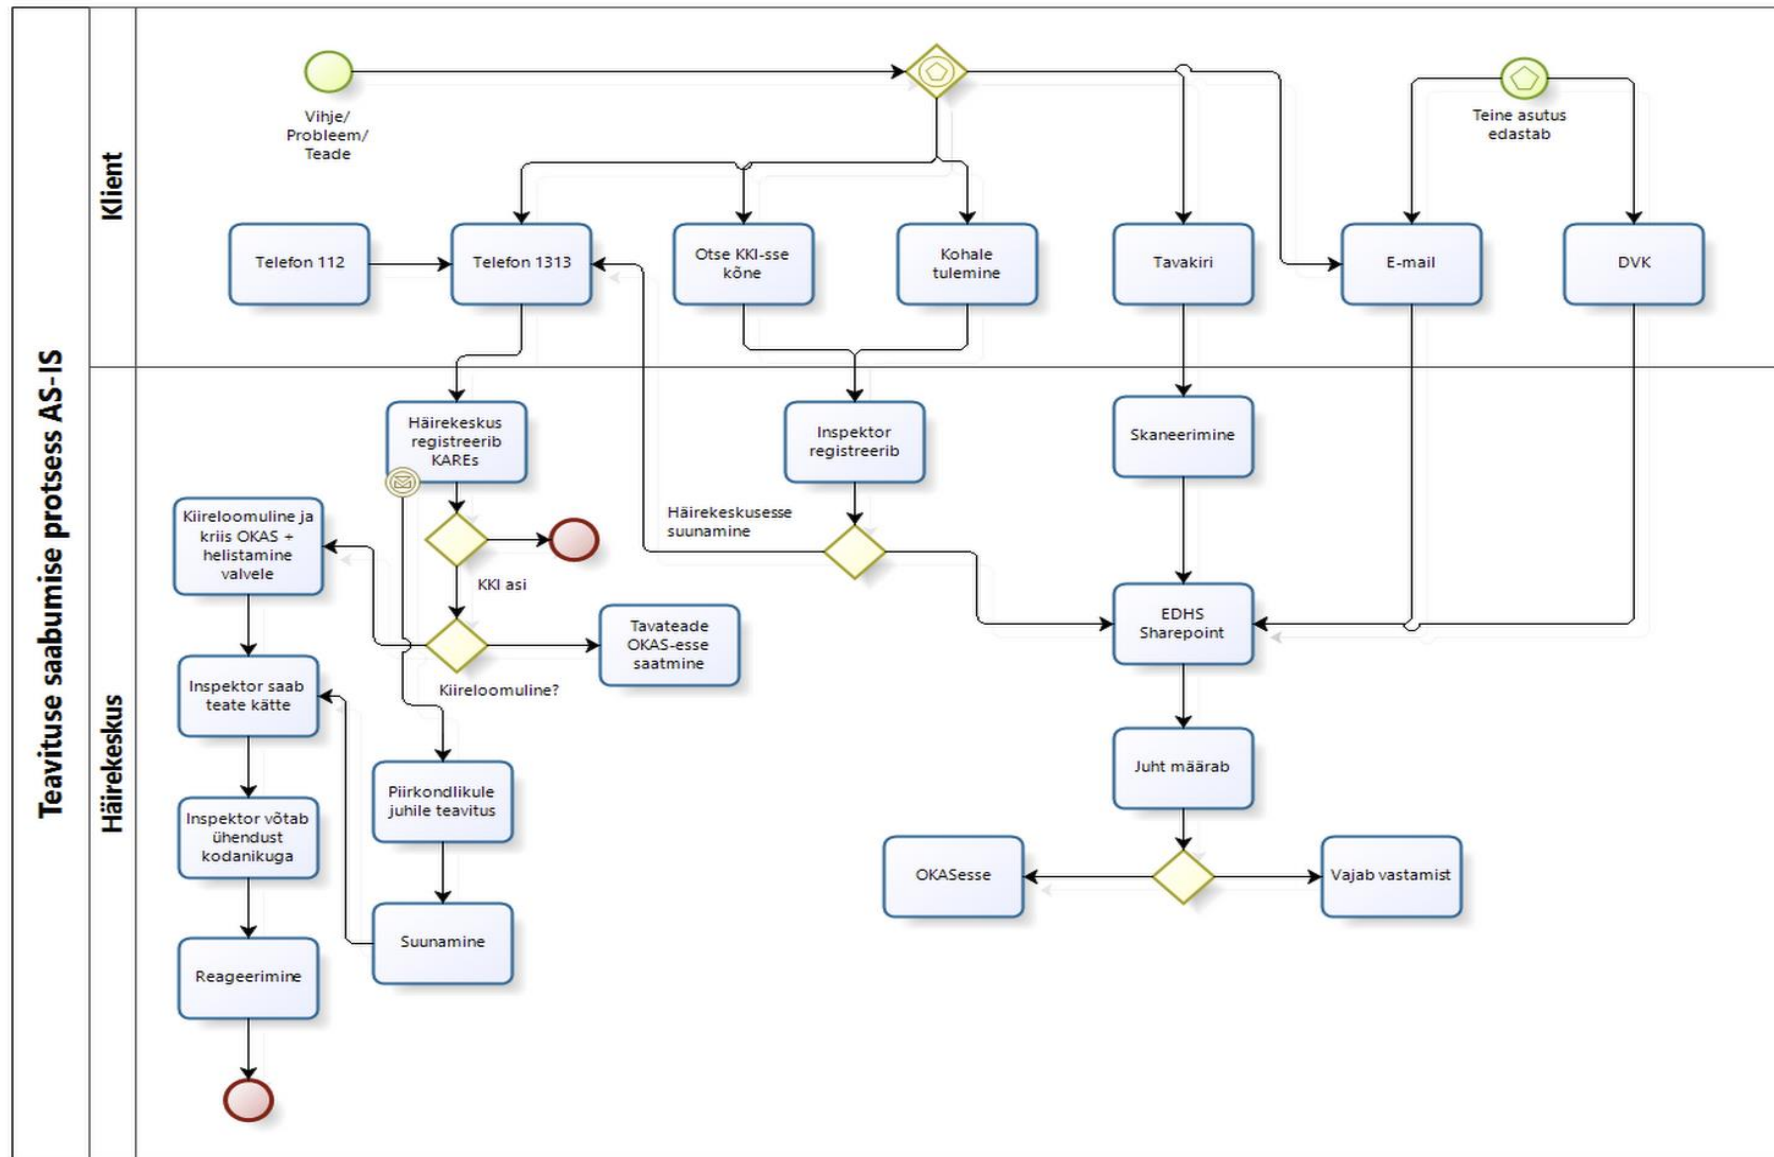 Teavituse saabumise protsess AS-IS
Klient
Vihje/
Probleem/
Teade
Teine asutus
edastab
Telefon 112
Telefon 1313
Otse KKI-sse
kõne
Kohale
tulemine
Tavakiri
E-mail
DVK
Häirekeskus
Häirekeskus
registreerib
KAREs
Inspektor
registreerib
Skaneerimine
Kiireloomuline ja
kriis OKAS +
helistamine
valvele
Häirekeskusesse
suunamine
KKI asi
Tavateade
OKAS-esse
saatmine
EDHS
Sharepoint
Kiireloomuline?
Inspektor saab
teate kätte
Piirkondlikule
juhile teavitus
Juht määrab
Inspektor võtab
ühendust
kodanikuga
OKASesse
Vajab vastamist
Suunamine
Reageerimine